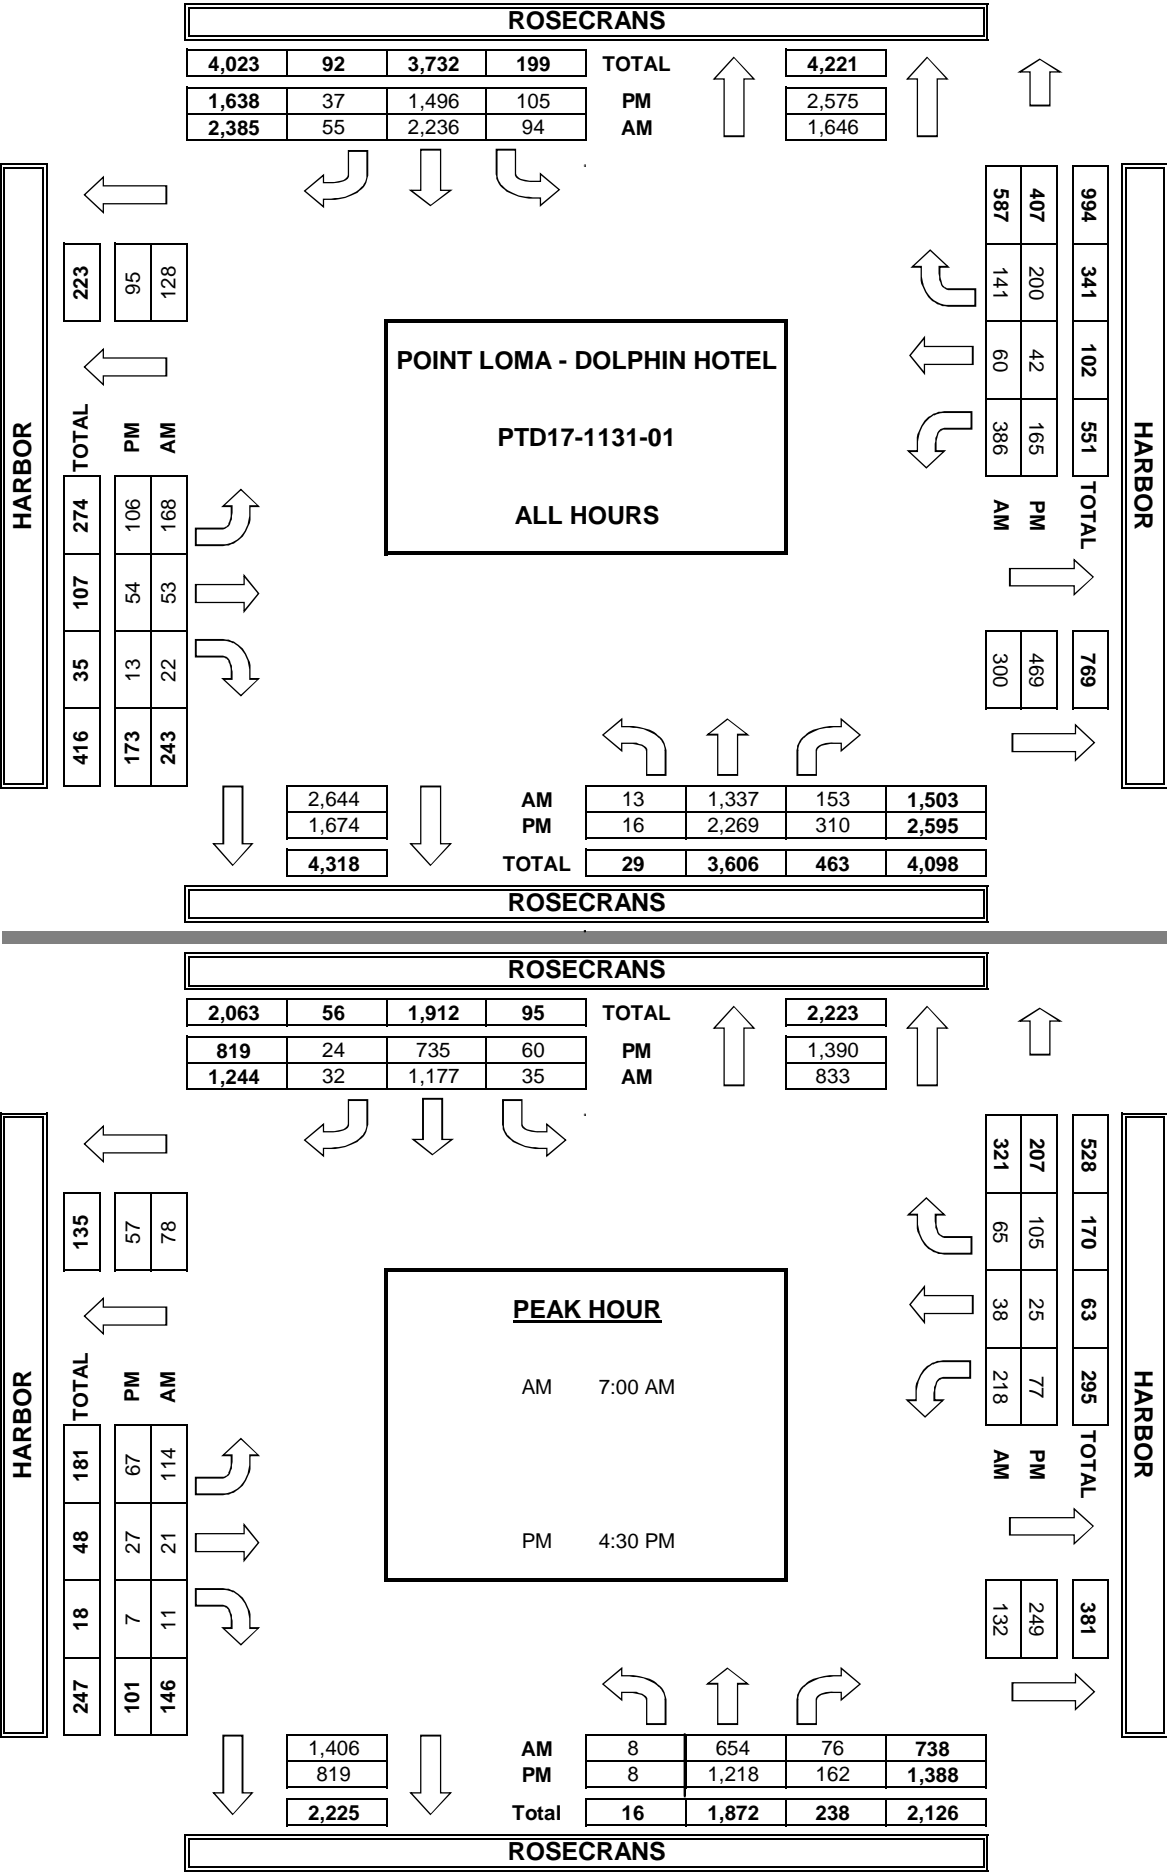 ROSECRANS
4,023 92 3,732 199 TOTAL 4,221
1,638 37 1,496 105 PM 2,575
2,385 55 2,236 94 AM 1,646
HARBOR
223 95 128
TOTAL PM AM
274 106 168
107 54 53
35 13 22
416 173 243
POINT LOMA - DOLPHIN HOTEL
PTD17-1131-01
ALL HOURS
587 407 994
141 200 341
60 42 102
386 165 551
AM PM TOTAL
300 469 769
HARBOR
2,644 AM 13 1,337 153 1,503
1,674 PM 16 2,269 310 2,595
4,318 TOTAL 29 3,606 463 4,098
ROSECRANS
ROSECRANS
2,063 56 1,912 95 TOTAL 2,223
819 24 735 60 PM 1,390
1,244 32 1,177 35 AM 833
HARBOR
135 57 78
TOTAL PM AM
181 67 114
48 27 21
18 7 11
247 101 146
PEAK HOUR
AM 7:00 AM
PM 4:30 PM
321 207 528
65 105 170
38 25 63
218 77 295
AM PM TOTAL
132 249 381
HARBOR
1,406 AM 8 654 76 738
819 PM 8 1,218 162 1,388
2,225 Total 16 1,872 238 2,126
ROSECRANS